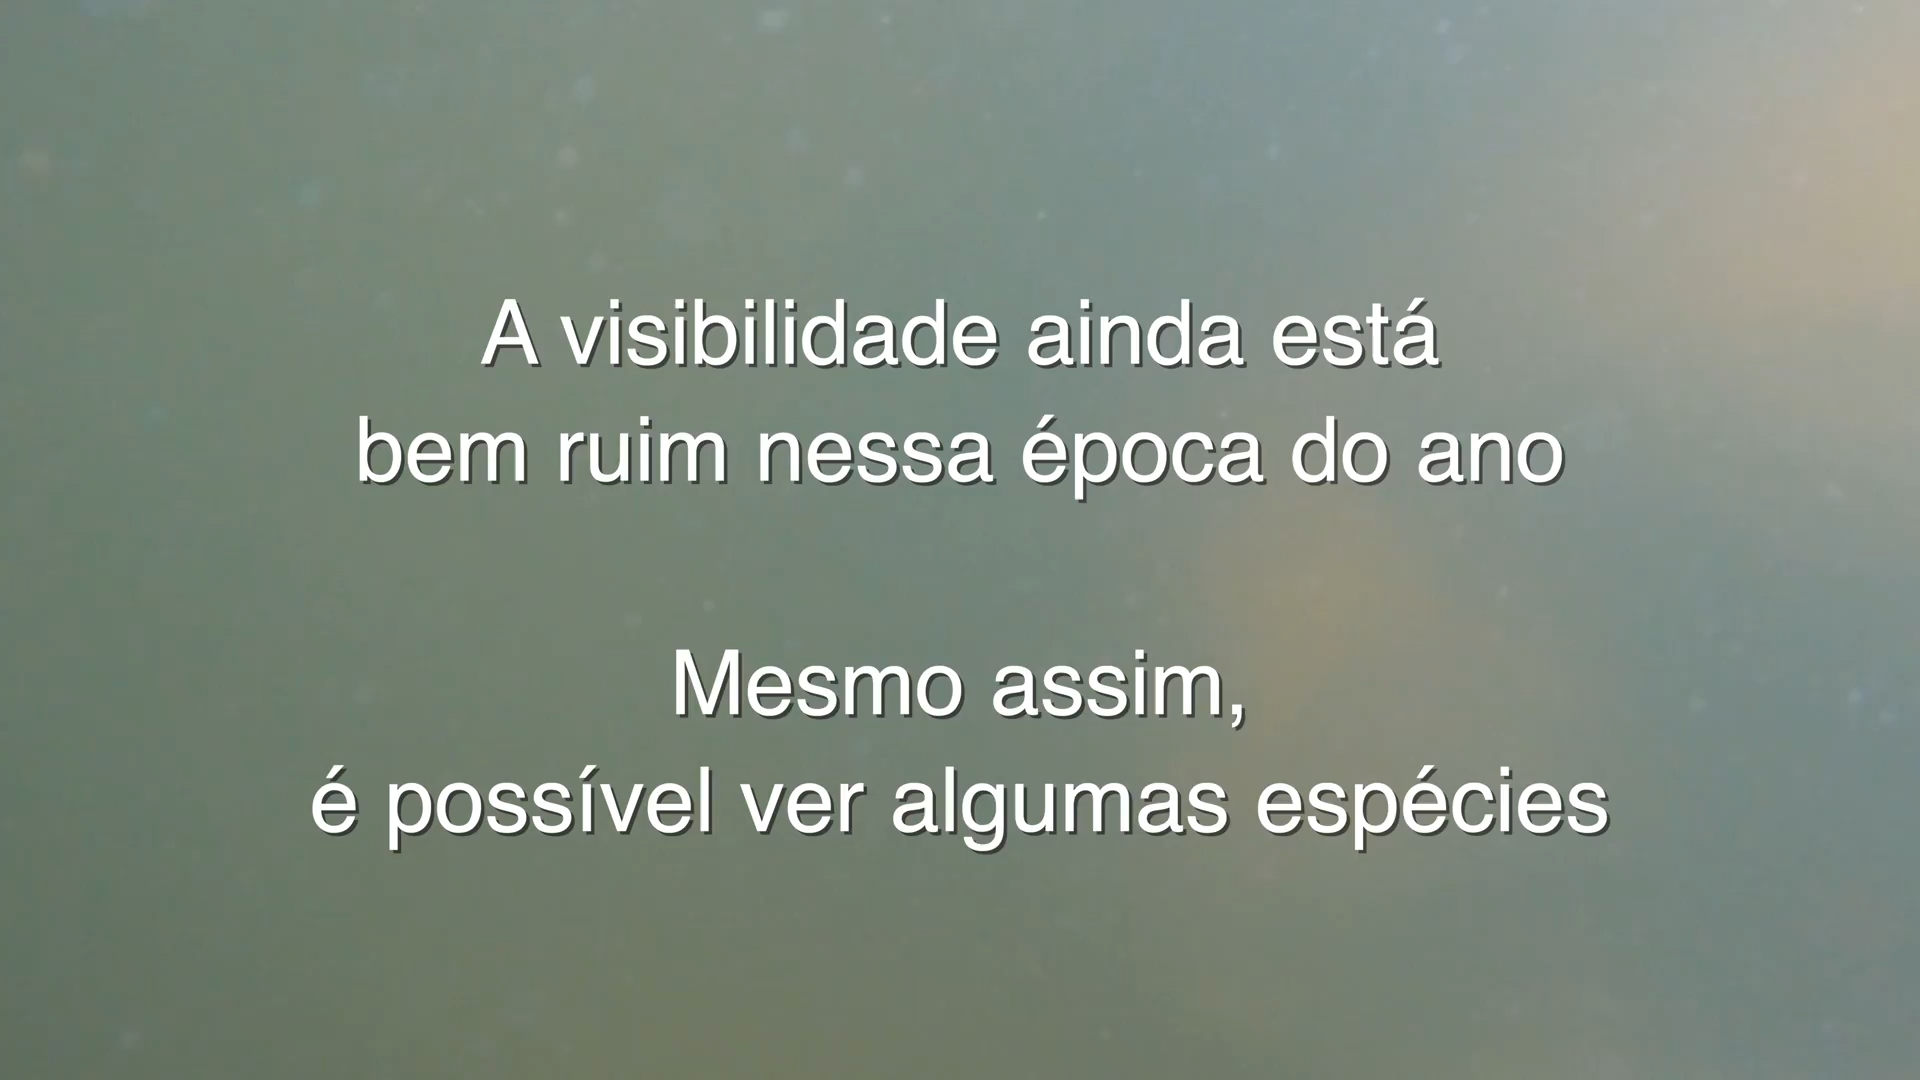 A visibilidade ainda está
bem ruim nessa época do ano
Mesmo assim,
é possível ver algumas espécies